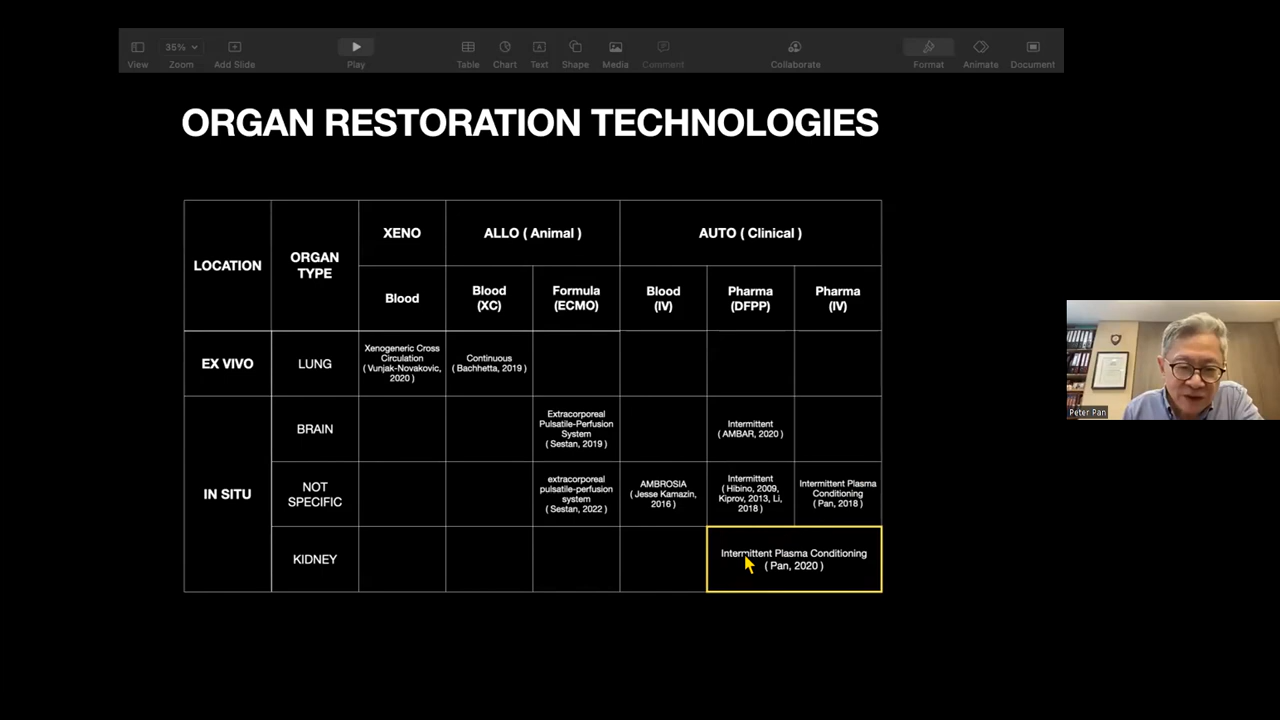 View
35%
Zoom
Add Slide
Play
Table
Chart
Text
Shape
Media
Comment
Collaborate
Format
Animate
Document
ORGAN RESTORATION TECHNOLOGIES
LOCATION
ORGAN
TYPE
XENO
ALLO ( Animal )
AUTO ( Clinical )
Blood
Blood
(XC)
Formula
(ECMO)
Blood
(IV)
Pharma
(DFPP)
Pharma
(IV)
EX VIVO
LUNG
Xenogeneric Cross
Circulation
( Vunjak-Novakovic,
2020 )
Continuous
( Bachhetta, 2019 )
IN SITU
BRAIN
Extracorporeal
Pulsatile-Perfusion
System
( Sestan, 2019 )
Intermittent
( AMBAR, 2020 )
NOT
SPECIFIC
extracorporeal
pulsatile-perfusion
system
( Sestan, 2022 )
AMBROSIA
( Jesse Kamazin,
2016 )
Intermittent
( Hibino, 2009,
Kiprov, 2013, Li,
2018 )
Intermittent Plasma
Conditioning
( Pan, 2018 )
KIDNEY
Intermittent Plasma Conditioning
( Pan, 2020 )
Peter Pan